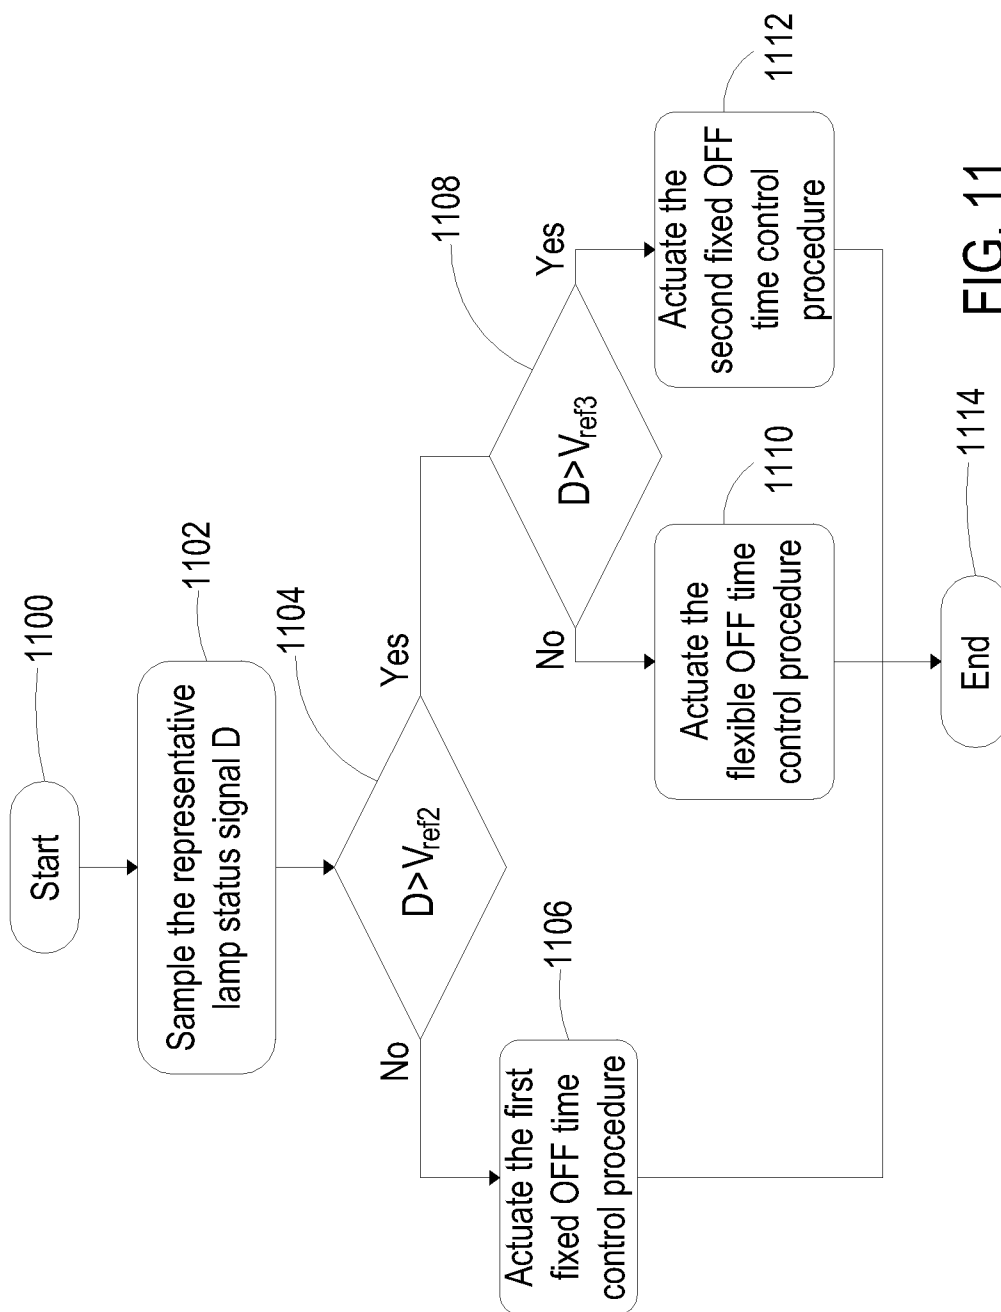 Start
1100
Sample the representative
lamp status signal D
1102
D>Vref2
1104
No
Yes
Actuate the first
fixed OFF time
control procedure
1106
D>Vref3
1108
No
Yes
Actuate the
flexible OFF time
control procedure
1110
Actuate the
second fixed OFF
time control
procedure
1112
End
1114
FIG. 11